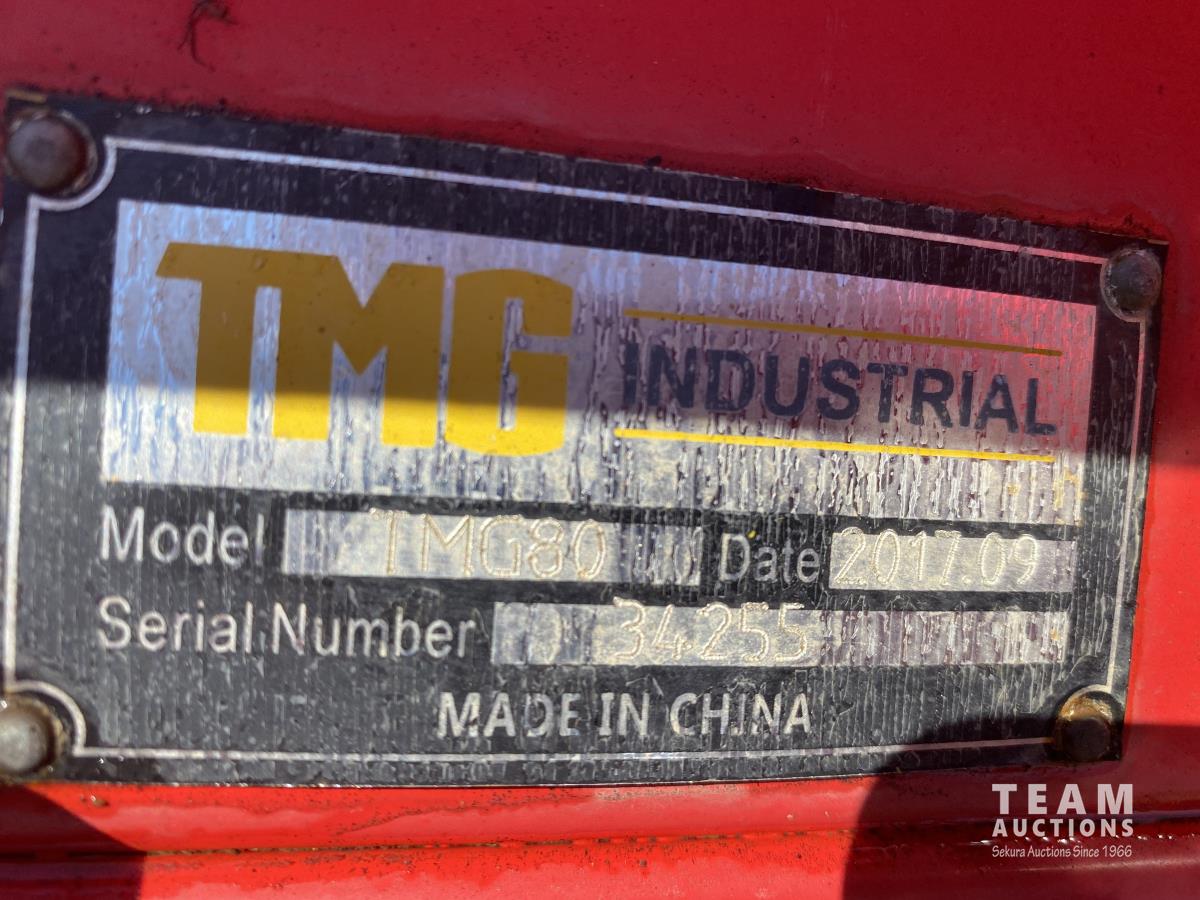 TMG INDUSTRIAL
Model TMG80 Date 2017.09
Serial Number 34255
MADE IN CHINA
TEAM
AUCTIONS
Sekura Auctions Since 1966